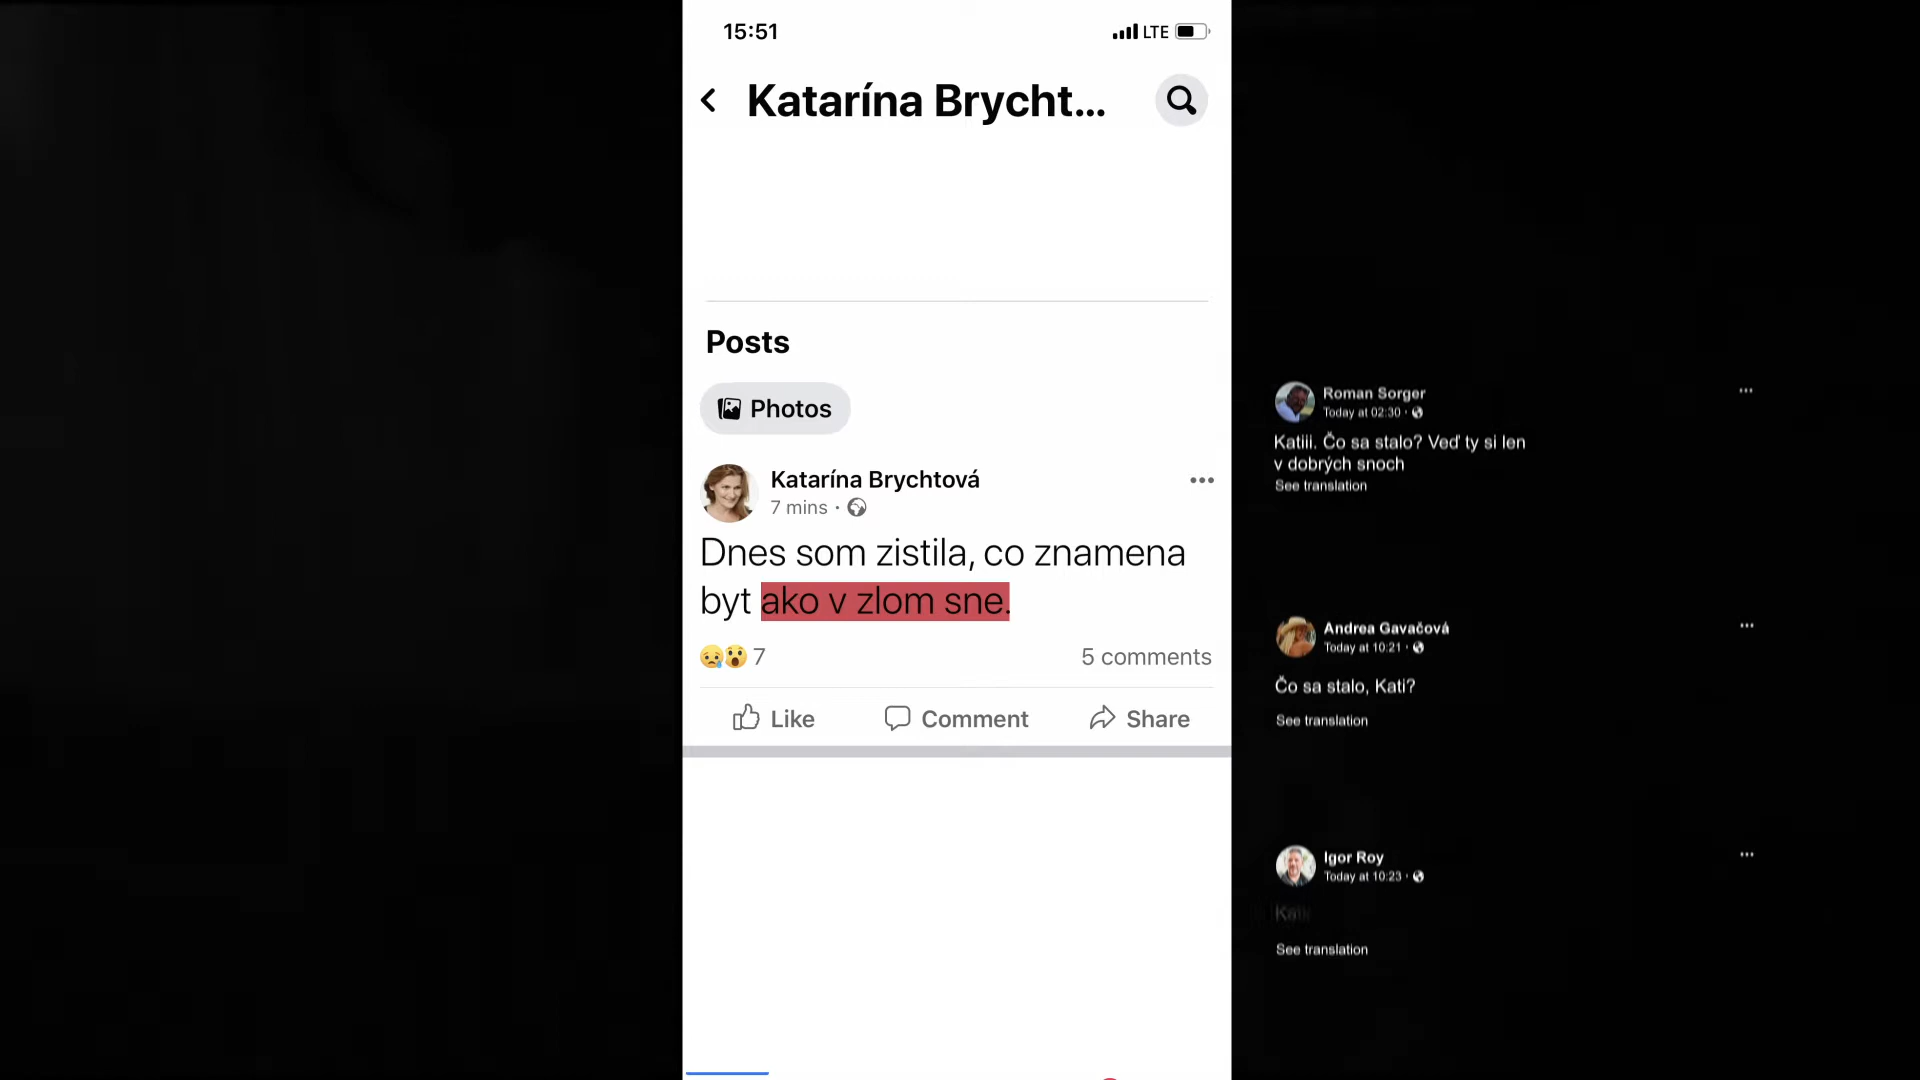 15:51
LTE
Katarína Brycht...
Posts
Photos
Katarína Brychtová
7 mins ·
Dnes som zistila, co znamena
byt ako v zlom sne.
7
5 comments
Like
Comment
Share
Roman Sorger
Today at 02:30 ·
Katiii. Čo sa stalo? Veď ty si len
v dobrých snoch
See translation
Andrea Gavačová
Today at 10:21 ·
Čo sa stalo, Kati?
See translation
Igor Roy
Today at 10:23 ·
See translation